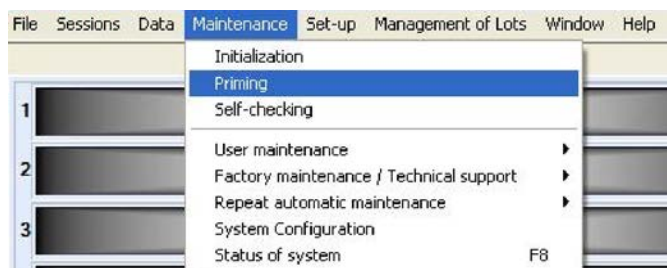 File Sessions Data Maintenance Set-up Management of Lots Window Help
Initialization
Priming
1
Self-checking
User maintenance
2
Factory maintenance / Technical support
Repeat automatic maintenance
3
System Configuration
Status of system F8